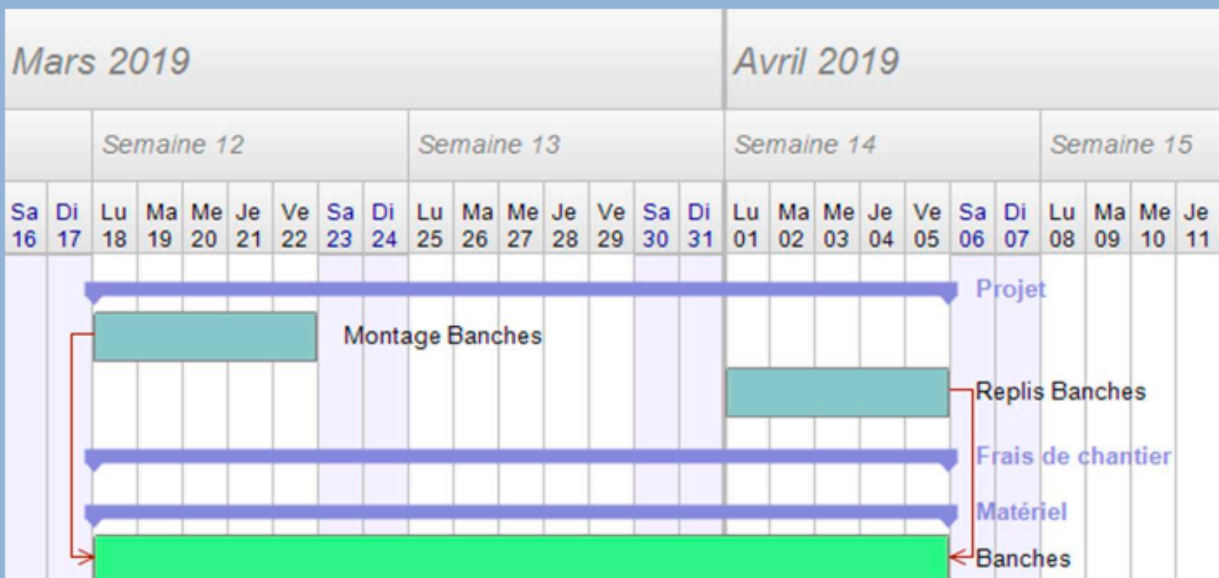 Mars 2019 Avril 2019
Semaine 12 Semaine 13 Semaine 14 Semaine 15
Sa Di Lu Ma Me Je Ve Sa Di Lu Ma Me Je Ve Sa Di Lu Ma Me Je Ve Sa Di Lu Ma Me Je
16 17 18 19 20 21 22 23 24 25 26 27 28 29 30 31 01 02 03 04 05 06 07 08 09 10 11
Projet
Montage Banches
Replis Banches
Frais de chantier
Matériel
Banches